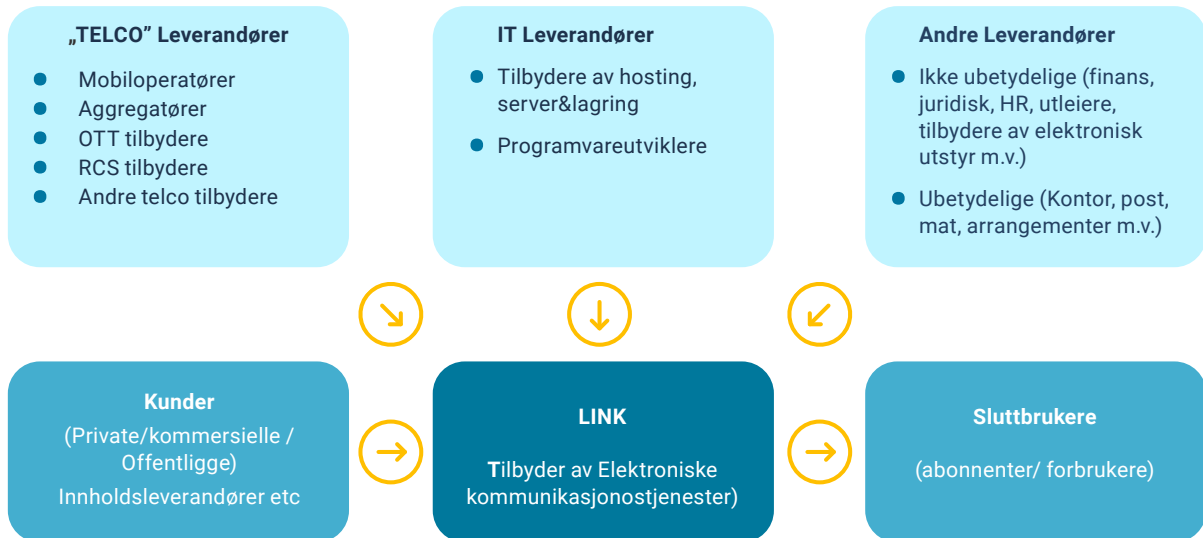 „TELCO” Leverandører
Mobiloperatører
Aggregatører
OTT tilbydere
RCS tilbydere
Andre telco tilbydere
IT Leverandører
Tilbydere av hosting,
server&lagring
Programvareutviklere
Andre Leverandører
Ikke ubetydelige (finans,
juridisk, HR, utleiere,
tilbydere av elektronisk
utstyr m.v.)
Ubetydelige (Kontor, post,
mat, arrangementer m.v.)
Kunder
(Private/kommersielle /
Offentligge)
Innholdsleverandører etc
LINK
Tilbyder av Elektroniske
kommunikasjonostjenester)
Sluttbrukere
(abonnenter/ forbrukere)